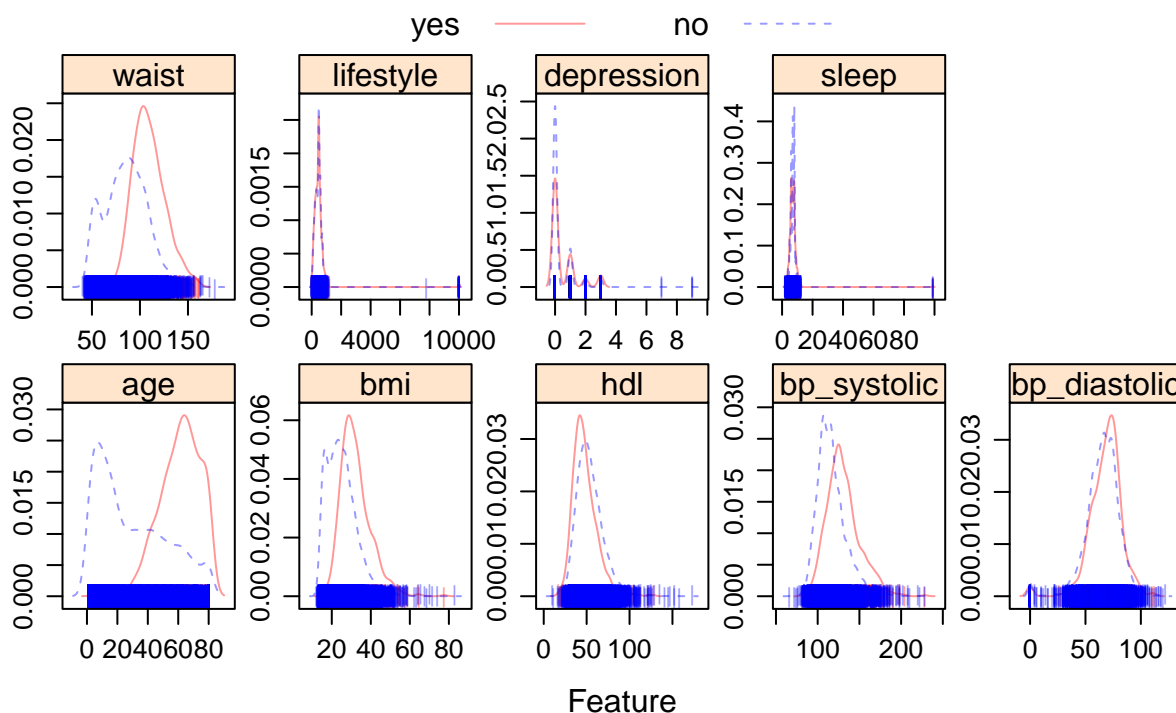 yes no
waist lifestyle depression sleep
0.000 0.010 0.020
0.0000 0.0015
0.00.51.01.52.02.5
0.00.10.20.30.4
50 100 150
0 4000 10000
0 2 4 6 8
0 20406080
age bmi hdl bp_systolic bp_diastolic
0.000 0.015 0.030
0.00 0.02 0.04 0.06
0.000.010.020.03
0.000 0.015 0.030
0.000.010.020.03
0 20406080
20 40 60 80
0 50 100
100 200
0 50 100
Feature